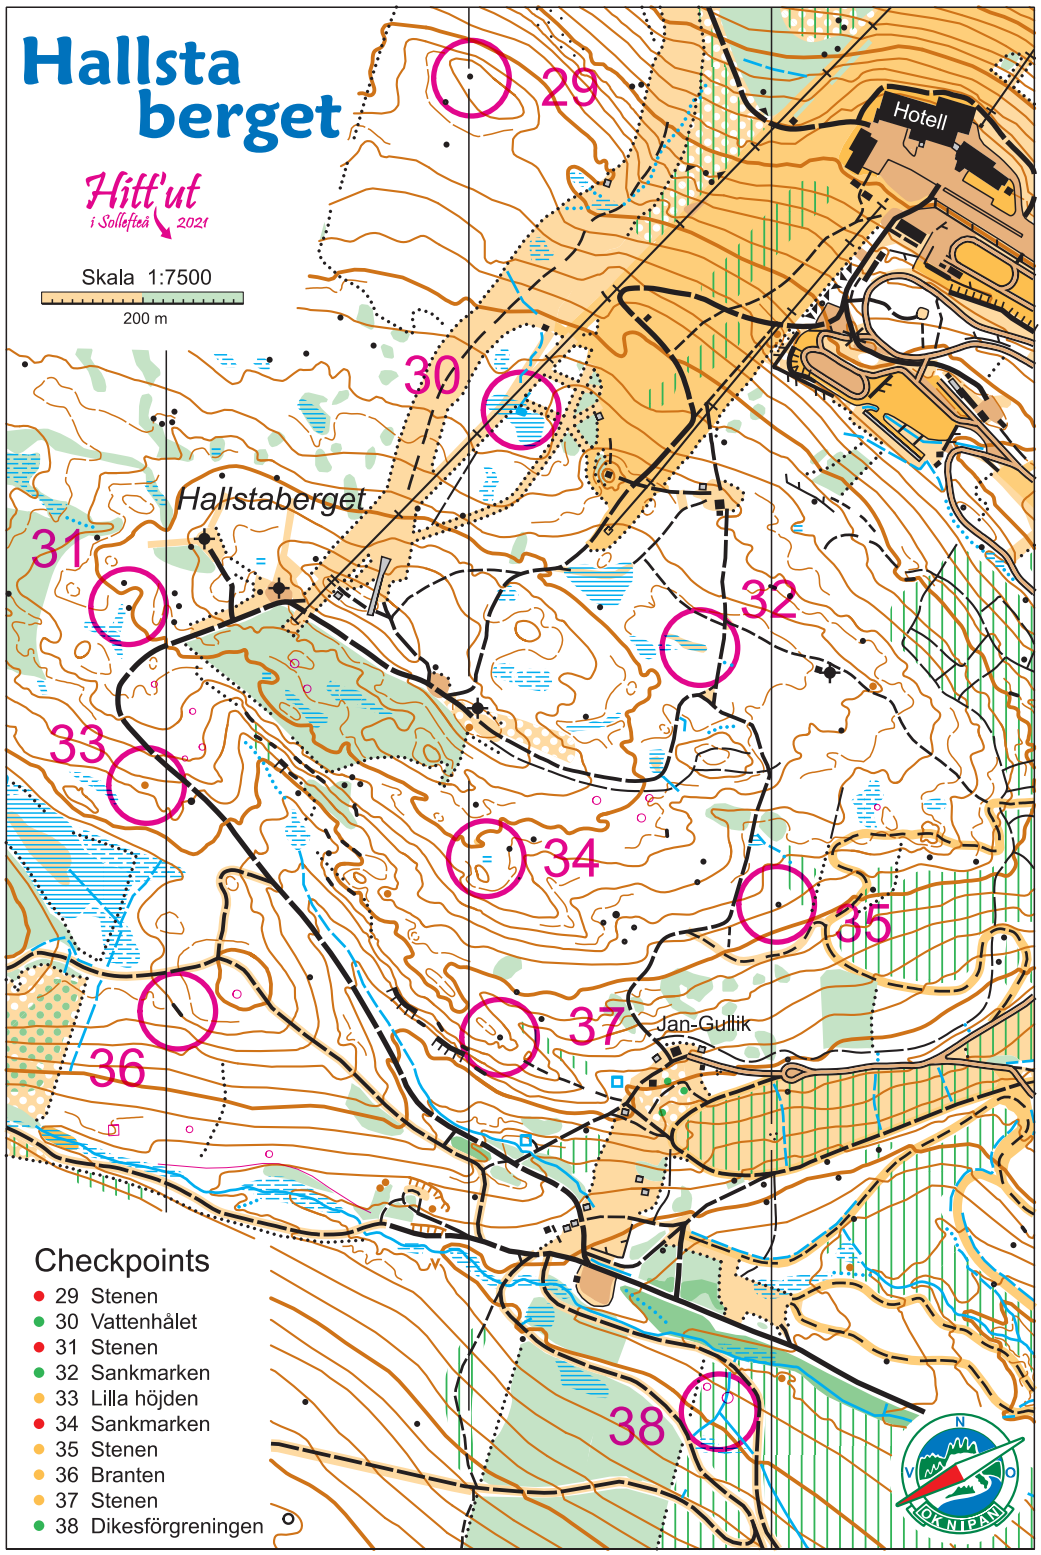 Hallsta
berget
Hitt'ut
i Sollefteå 2021
Skala 1:7500
200 m
29
Hotell
30
Hallstaberget
31
32
33
34
35
37
Jan-Gullik
36
38
Checkpoints
29 Stenen
30 Vattenhålet
31 Stenen
32 Sankmarken
33 Lilla höjden
34 Sankmarken
35 Stenen
36 Branten
37 Stenen
38 Dikesförgreningen
N
V O
OK NIPAN